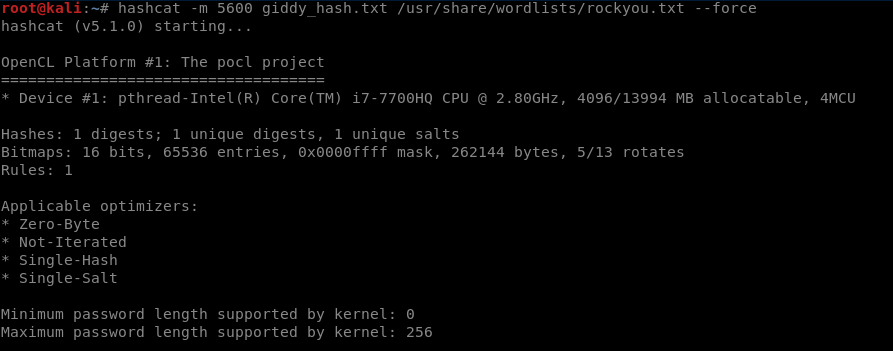 root@kali:~# hashcat -m 5600 giddy_hash.txt /usr/share/wordlists/rockyou.txt --force
hashcat (v5.1.0) starting...
OpenCL Platform #1: The pocl project
====================================
* Device #1: pthread-Intel(R) Core(TM) i7-7700HQ CPU @ 2.80GHz, 4096/13994 MB allocatable, 4MCU
Hashes: 1 digests; 1 unique digests, 1 unique salts
Bitmaps: 16 bits, 65536 entries, 0x0000ffff mask, 262144 bytes, 5/13 rotates
Rules: 1
Applicable optimizers:
* Zero-Byte
* Not-Iterated
* Single-Hash
* Single-Salt
Minimum password length supported by kernel: 0
Maximum password length supported by kernel: 256